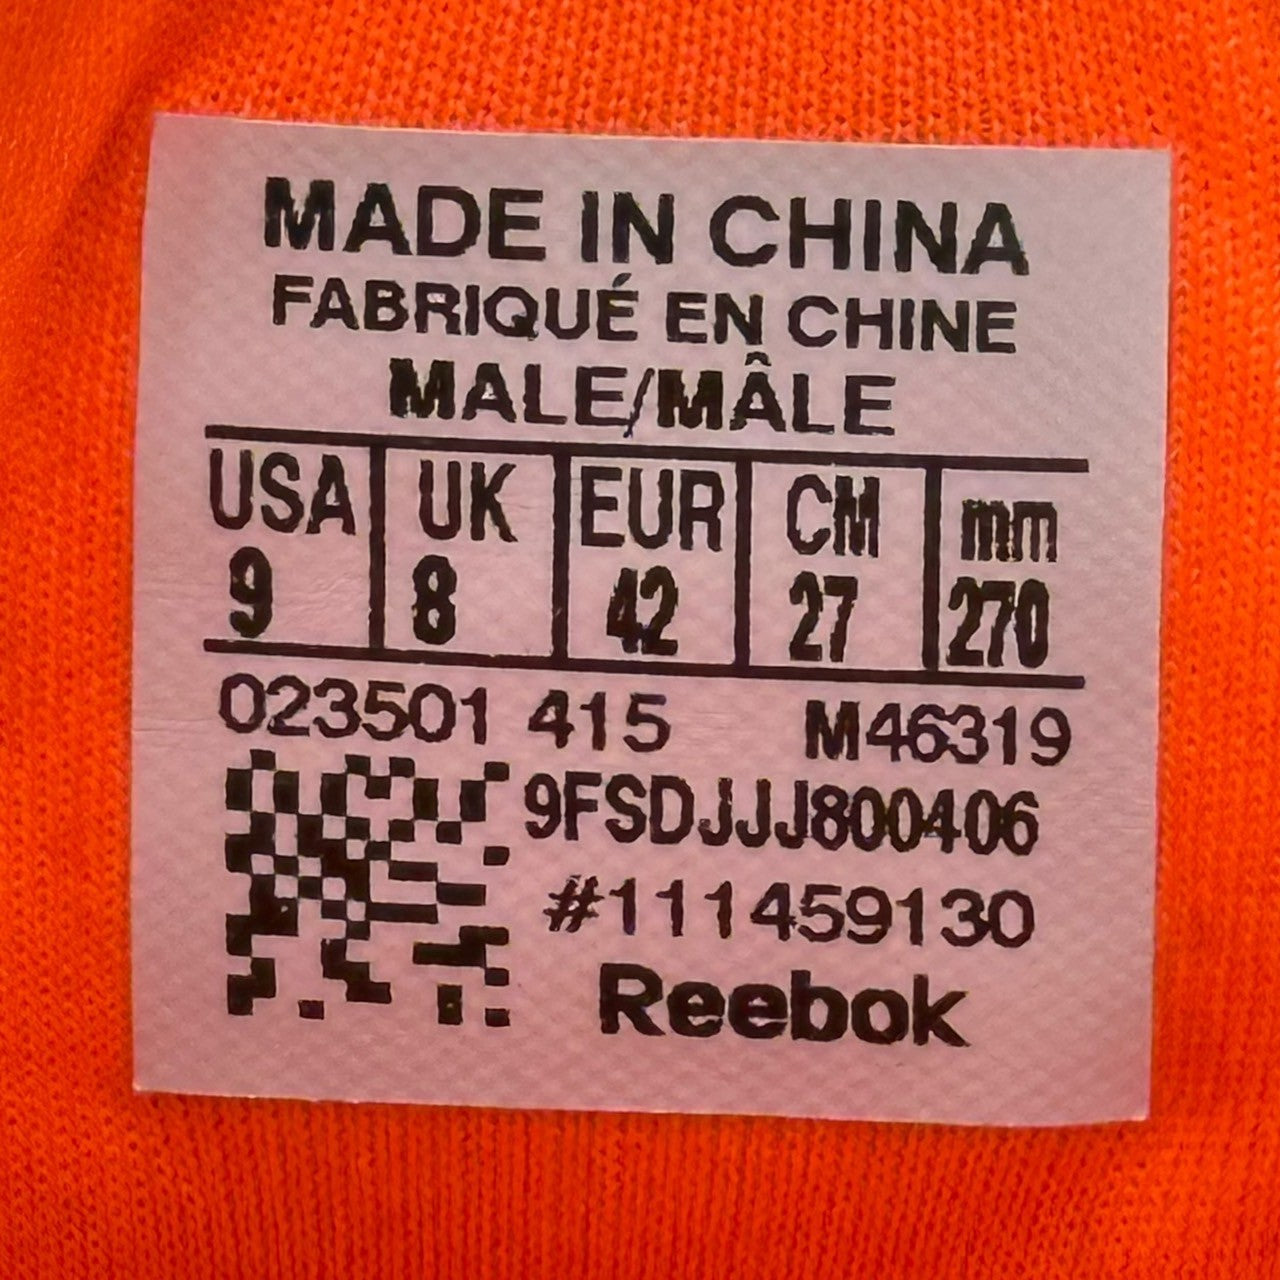 MADE IN CHINA
FABRIQUÉ EN CHINE
MALE/MÂLE
USA UK EUR CM mm
9 8 42 27 270
023501 415 M46319
9FSDJJJ800406
#111459130
Reebok